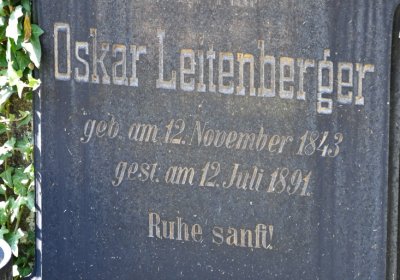 Oskar Leitenberger
geb. am 12. November 1843
gest. am 12. Juli 1891.
Ruhe sanft!